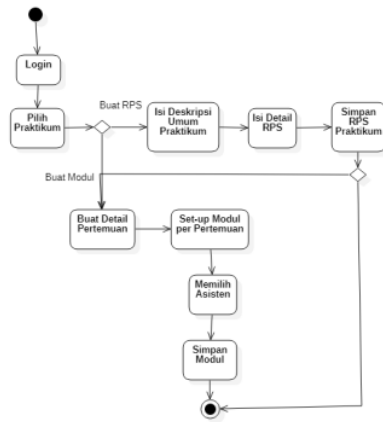 Login
Pilih
Praktikum
Buat RPS
Isi Deskripsi
Umum
Praktikum
Isi Detail
RPS
Simpan
RPS
Praktikum
Buat Modul
Buat Detail
Pertemuan
Set-up Modul
per Pertemuan
Memilih
Asisten
Simpan
Modul